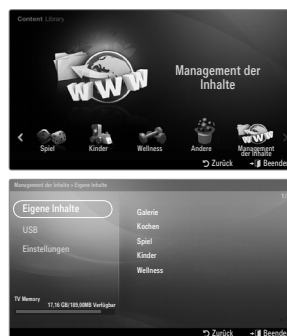 Content Library
WWW
Management der
Inhalte
Spiel
Kinder
Wellness
Andere
Management
der Inhalte
Zurück
Beenden
Management der Inhalte > Eigene Inhalte
Eigene Inhalte
USB
Einstellungen
Galerie
Kochen
Spiel
Kinder
Wellness
TV Memory
17,16 GB/189,00MB Verfügbar
Zurück